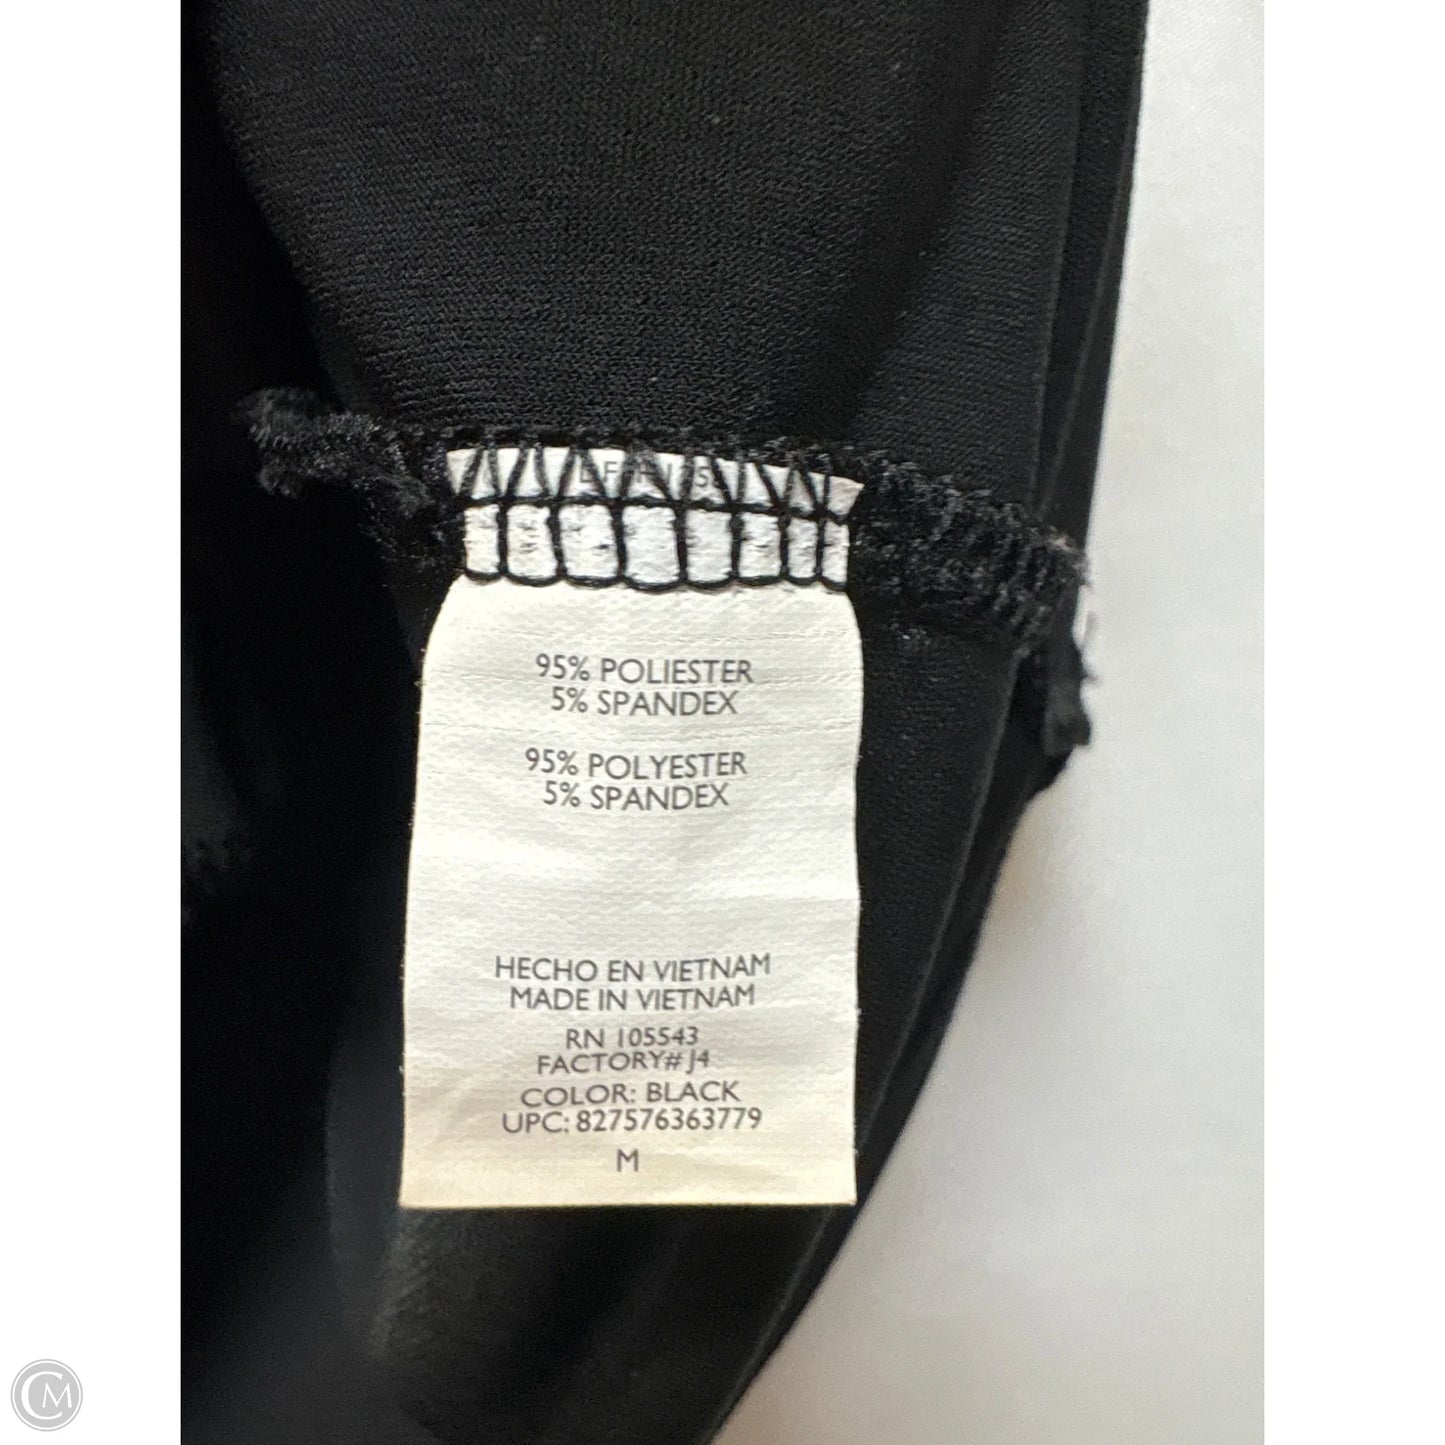 95% POLIESTER
5% SPANDEX
95% POLYESTER
5% SPANDEX
HECHO EN VIETNAM
MADE IN VIETNAM
RN 105543
FACTORY# J4
COLOR: BLACK
UPC: 827576363779
M
CM